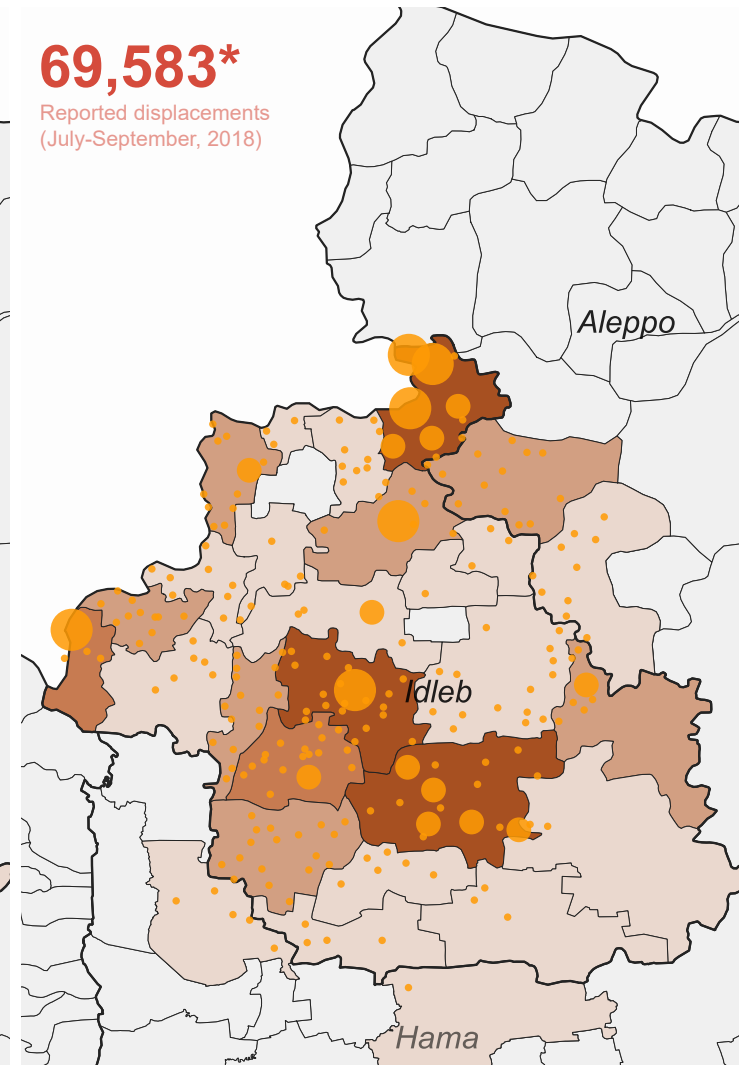 69,583*
Reported displacements
(July-September, 2018)
Aleppo
Idleb
Hama